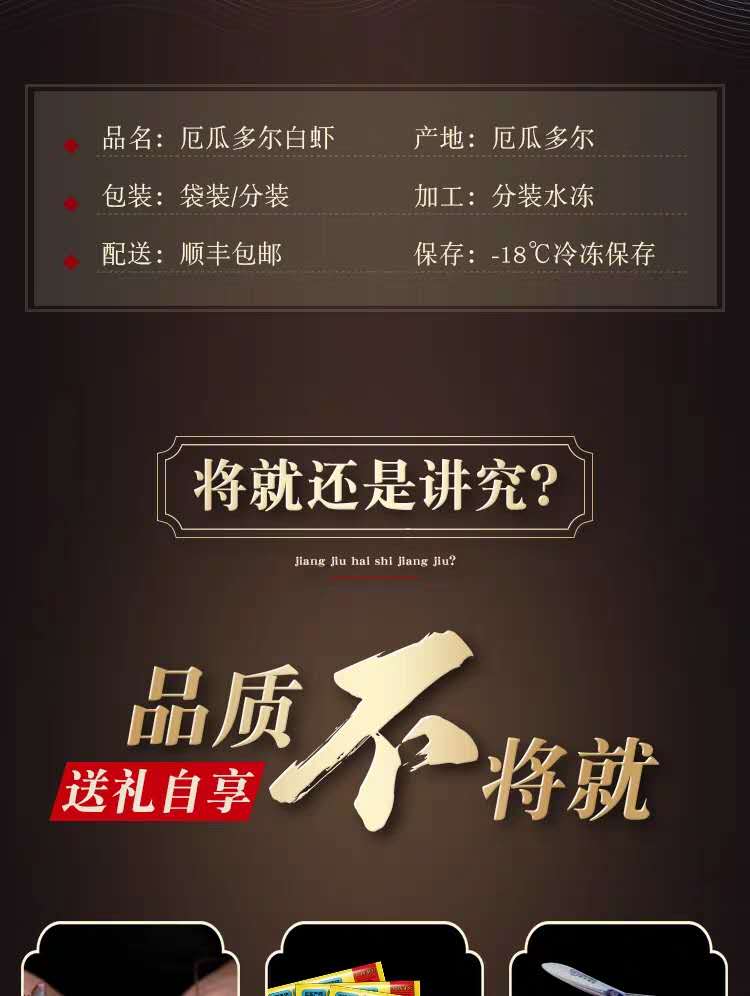 品名：厄瓜多尔白虾 产地：厄瓜多尔
包装：袋装/分装 加工：分装水冻
配送：顺丰包邮 保存：-18℃冷冻保存
将就还是讲究?
jiang jiu hai shi jiang jiu?
品质不将就
送礼自享